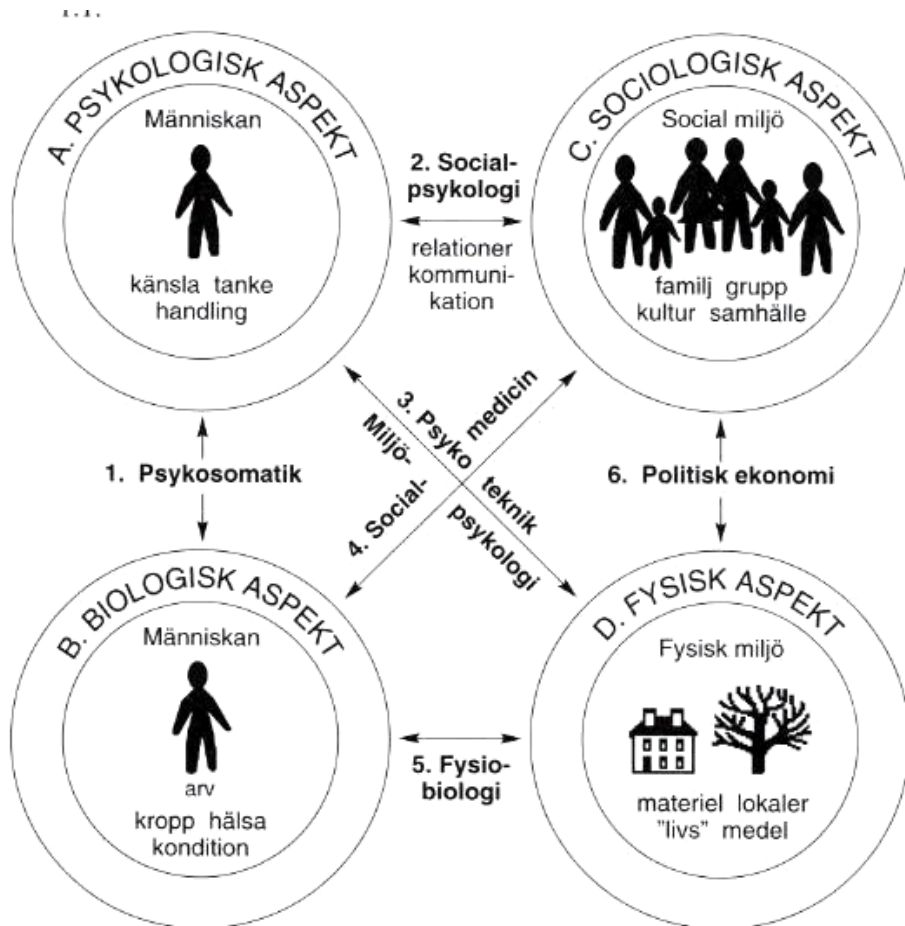 1.1.
A. PSYKOLOGISK ASPEKT
Människan
känsla tanke
handling
2. Social-
psykologi
relationer
kommuni-
kation
C. SOCIOLOGISK ASPEKT
Social miljö
familj grupp
kultur samhälle
1. Psykosomatik
3. Psyko teknik
Miljö- psykologi
4. Social- medicin
6. Politisk ekonomi
B. BIOLOGISK ASPEKT
Människan
arv
kropp hälsa
kondition
5. Fysio-
biologi
D. FYSISK ASPEKT
Fysisk miljö
materiel lokaler
"livs" medel